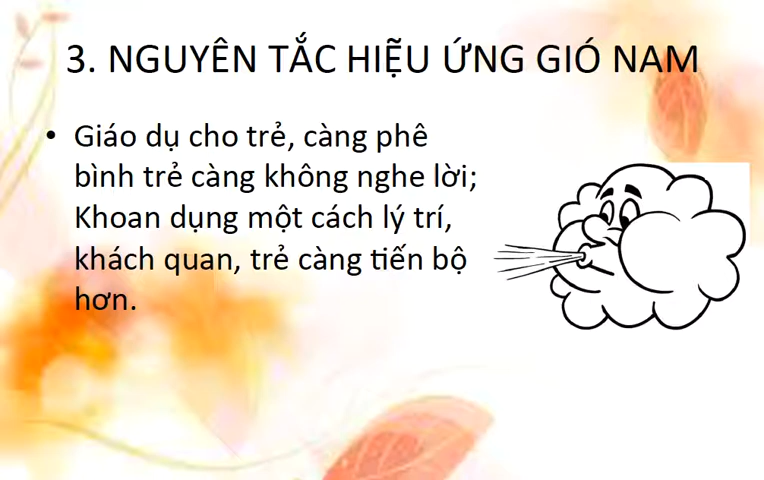 3. NGUYÊN TẮC HIỆU ỨNG GIÓ NAM
• Giáo dụ cho trẻ, càng phê
bình trẻ càng không nghe lời;
Khoan dụng một cách lý trí,
khách quan, trẻ càng tiến bộ
hơn.